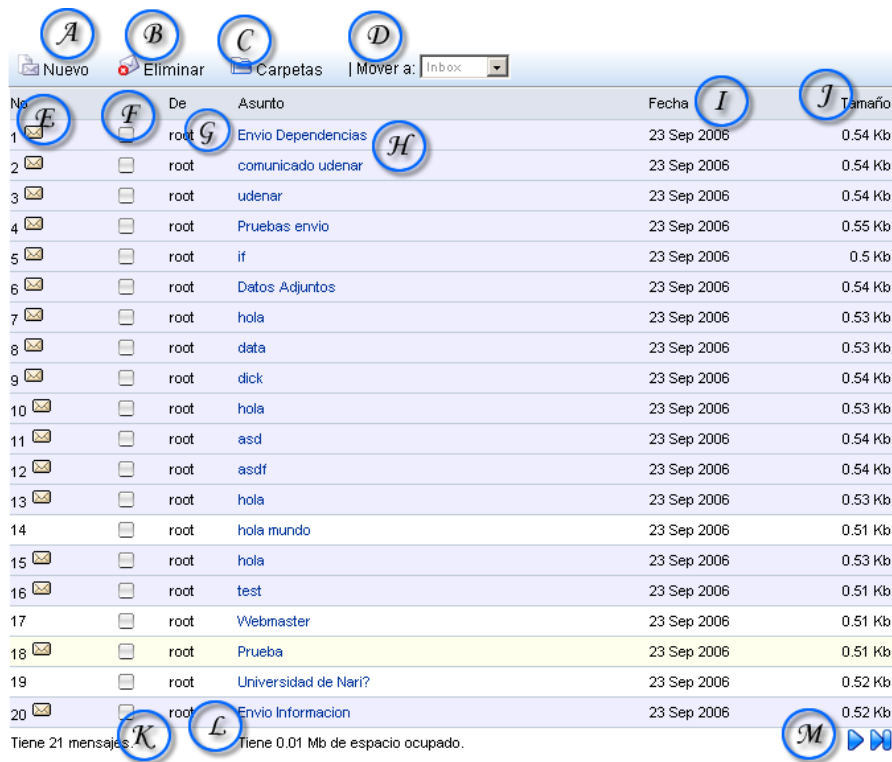 A B C D
Nuevo Eliminar Carpetas | Mover a: Inbox
No E F De G Asunto H Fecha I J Tamaño
1 root Envio Dependencias 23 Sep 2006 0.54 Kb
2 root comunicado udenar 23 Sep 2006 0.54 Kb
3 root udenar 23 Sep 2006 0.54 Kb
4 root Pruebas envio 23 Sep 2006 0.55 Kb
5 root if 23 Sep 2006 0.5 Kb
6 root Datos Adjuntos 23 Sep 2006 0.54 Kb
7 root hola 23 Sep 2006 0.53 Kb
8 root data 23 Sep 2006 0.53 Kb
9 root dick 23 Sep 2006 0.54 Kb
10 root hola 23 Sep 2006 0.53 Kb
11 root asd 23 Sep 2006 0.54 Kb
12 root asdf 23 Sep 2006 0.54 Kb
13 root hola 23 Sep 2006 0.53 Kb
14 root hola mundo 23 Sep 2006 0.51 Kb
15 root hola 23 Sep 2006 0.53 Kb
16 root test 23 Sep 2006 0.51 Kb
17 root Webmaster 23 Sep 2006 0.51 Kb
18 root Prueba 23 Sep 2006 0.51 Kb
19 root Universidad de Nari? 23 Sep 2006 0.52 Kb
20 root Envio Informacion 23 Sep 2006 0.52 Kb
Tiene 21 mensajes. K L Tiene 0.01 Mb de espacio ocupado. M